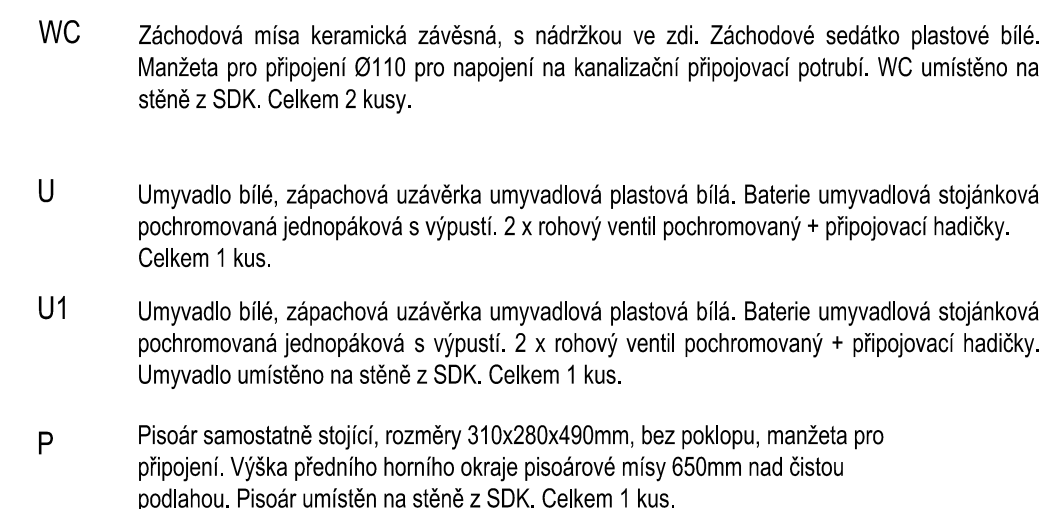 WC Záchodová mísa keramická závěsná, s nádržkou ve zdi. Záchodové sedátko plastové bílé.
Manžeta pro připojení Ø110 pro napojení na kanalizační připojovací potrubí. WC umístěno na
stěně z SDK. Celkem 2 kusy.
U Umyvadlo bílé, zápachová uzávěrka umyvadlová plastová bílá. Baterie umyvadlová stojánková
pochromovaná jednopáková s výpustí. 2 x rohový ventil pochromovaný + připojovací hadičky.
Celkem 1 kus.
U1 Umyvadlo bílé, zápachová uzávěrka umyvadlová plastová bílá. Baterie umyvadlová stojánková
pochromovaná jednopáková s výpustí. 2 x rohový ventil pochromovaný + připojovací hadičky.
Umyvadlo umístěno na stěně z SDK. Celkem 1 kus.
P Pisoár samostatně stojící, rozměry 310x280x490mm, bez poklopu, manžeta pro
připojení. Výška předního horního okraje pisoárové mísy 650mm nad čistou
podlahou. Pisoár umístěn na stěně z SDK. Celkem 1 kus.